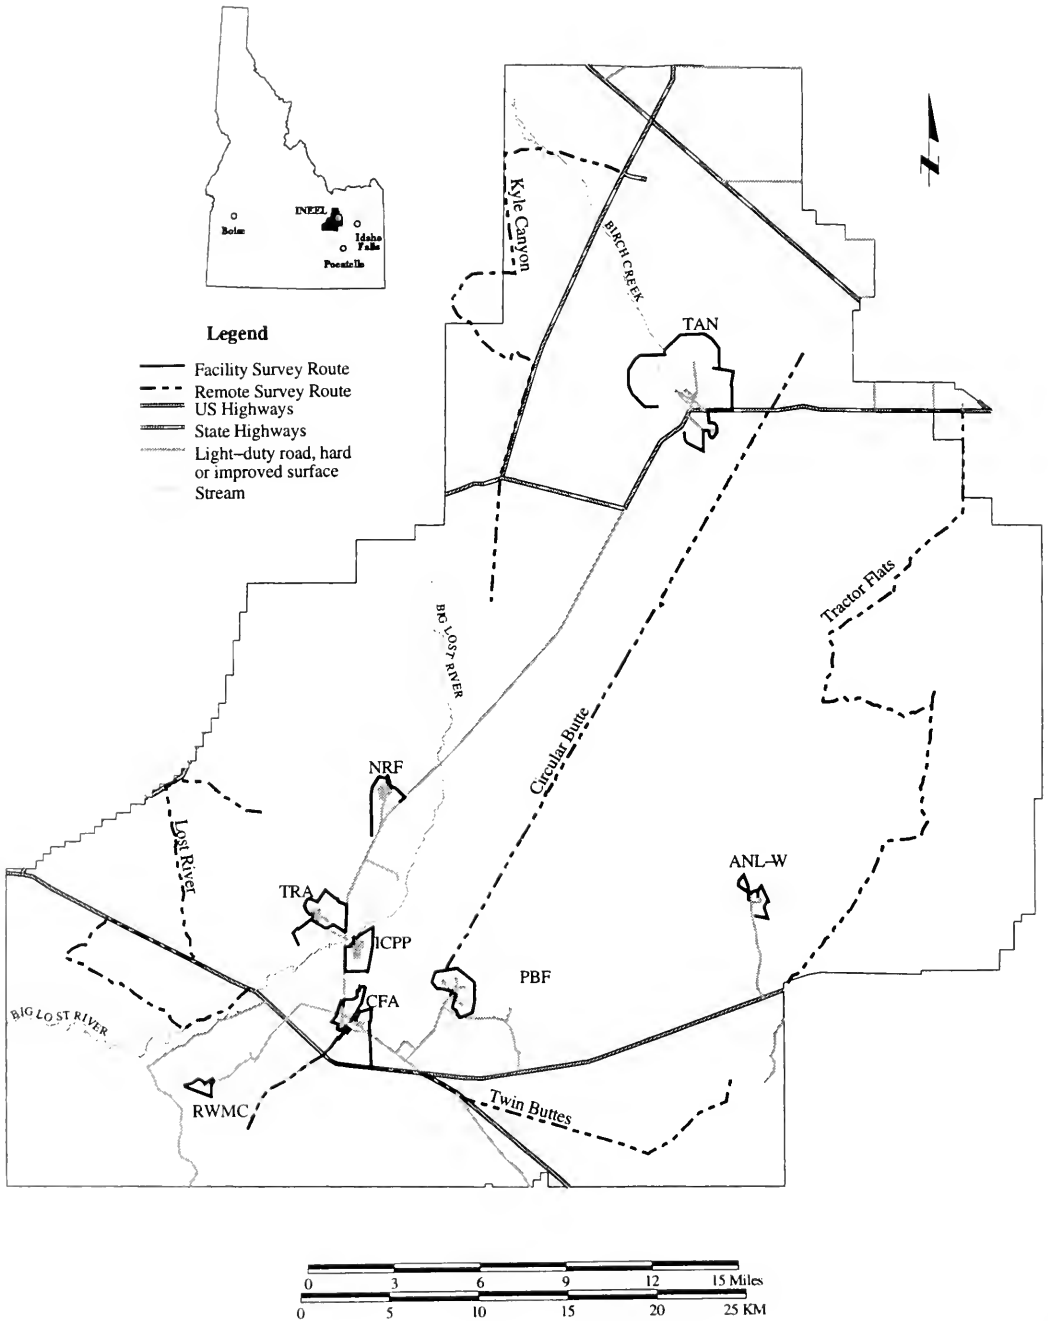 INEEL
Boise
Idaho
Falls
Pocatello
Legend
Facility Survey Route
Remote Survey Route
US Highways
State Highways
Light–duty road, hard
or improved surface
Stream
N
Kyle Canyon
BIRCH CREEK
TAN
Tractor Flats
BIG LOST RIVER
Circular Butte
NRF
Lost River
ANL–W
TRA
ICPP
PBF
CFA
BIG LOST RIVER
RWMC
Twin Buttes
0 3 6 9 12 15 Miles
0 5 10 15 20 25 KM